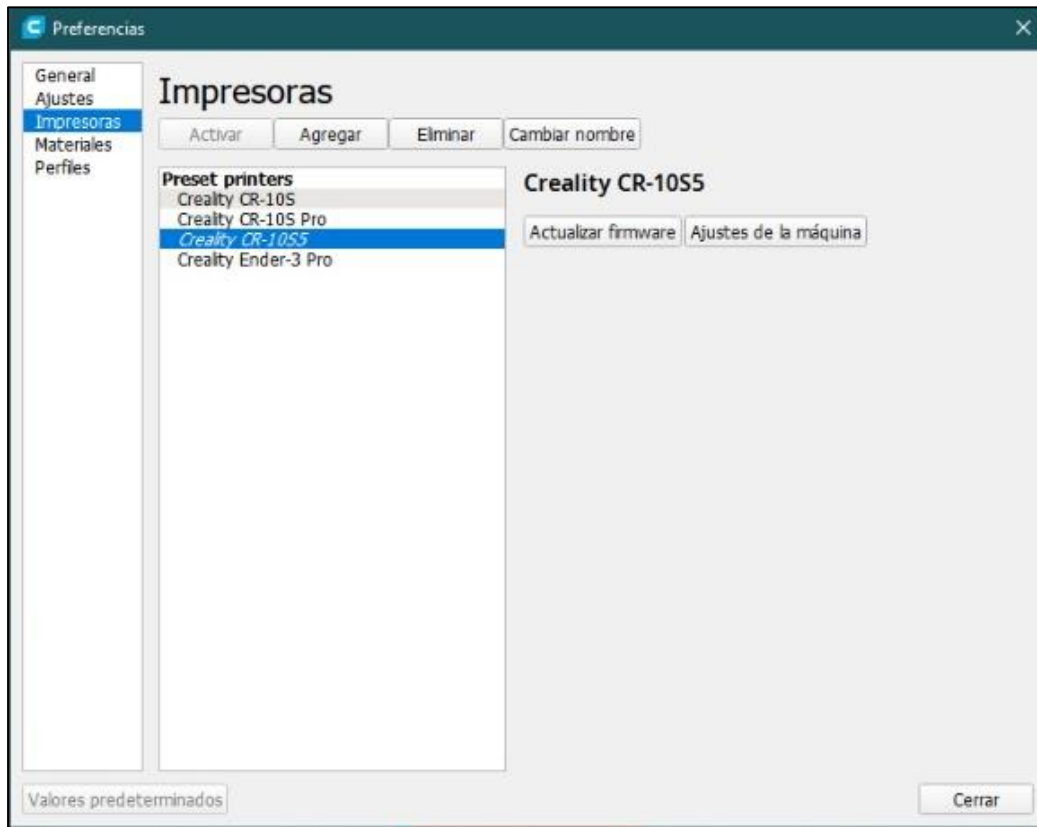 Preferencias
General
Ajustes
Impresoras
Materiales
Perfiles
Impresoras
Activar Agregar Eliminar Cambiar nombre
Preset printers
Creality CR-10S
Creality CR-10S Pro
Creality CR-10S5
Creality Ender-3 Pro
Creality CR-10S5
Actualizar firmware Ajustes de la máquina
Valores predeterminados Cerrar